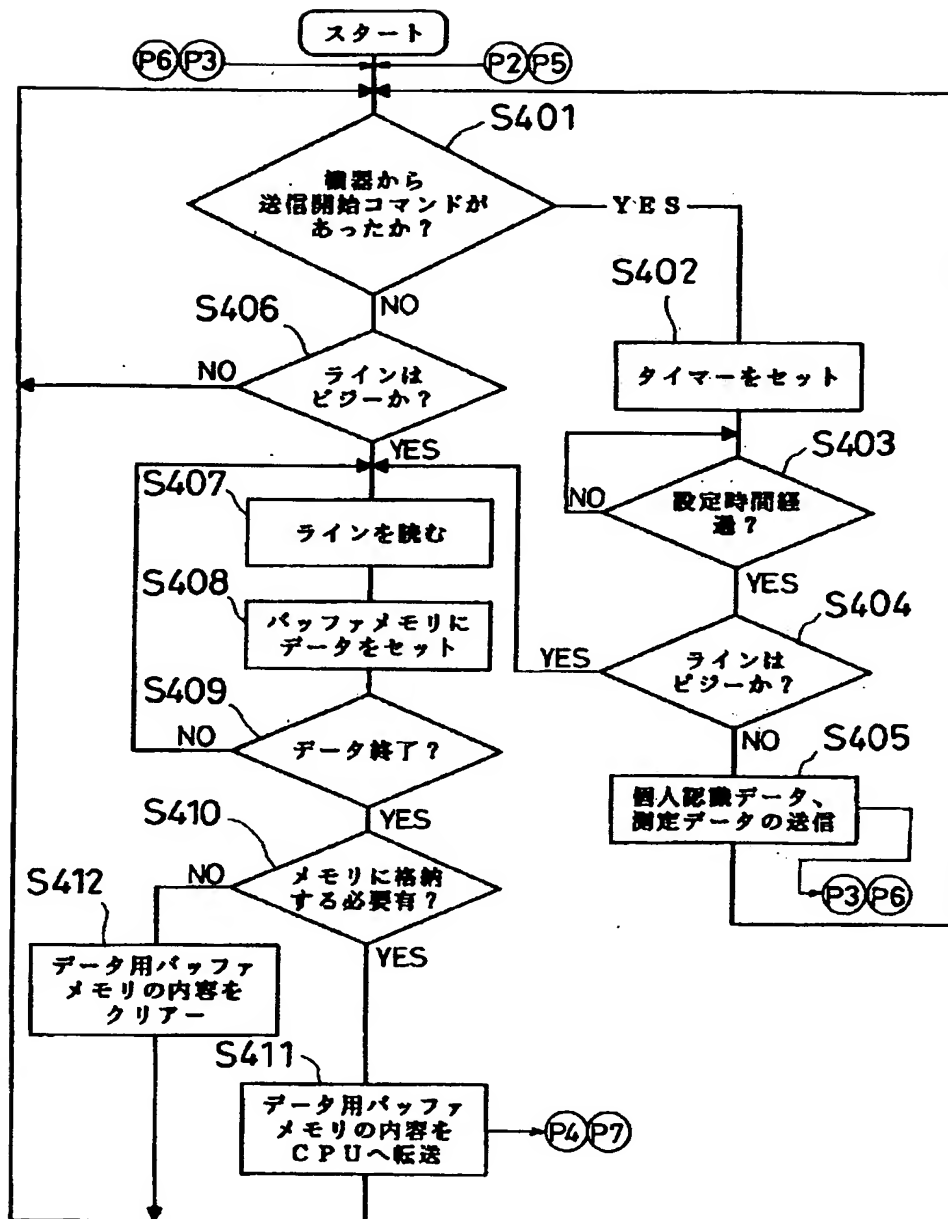 スタート
P6 P3
P2 P5
S401
機器から
送信開始コマンドが
あったか?
YES
NO
S402
タイマーをセット
S406
ラインは
ビジーか?
NO
YES
S403
設定時間経
過?
NO
YES
S407
ラインを読む
S408
バッファメモリに
データをセット
S404
ラインは
ビジーか?
YES
NO
S409
データ終了?
NO
YES
S405
個人認識データ、
測定データの送信
P3 P6
S410
メモリに格納
する必要有?
NO
YES
S412
データ用バッファ
メモリの内容を
クリアー
S411
データ用バッファ
メモリの内容を
CPUへ転送
P4 P7